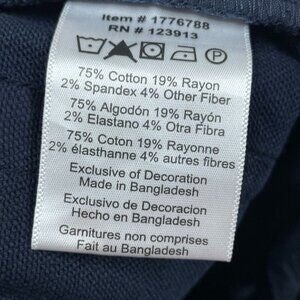 Item # 1776788
RN # 123913
75% Cotton 19% Rayon
2% Spandex 4% Other Fiber
75% Algodón 19% Rayón
2% Elastano 4% Otra Fibra
75% Coton 19% Rayonne
2% élasthanne 4% autres fibres
Exclusive of Decoration
Made in Bangladesh
Exclusivo de Decoracion
Hecho en Bangladesh
Garnitures non comprises
Fait au Bangladesh